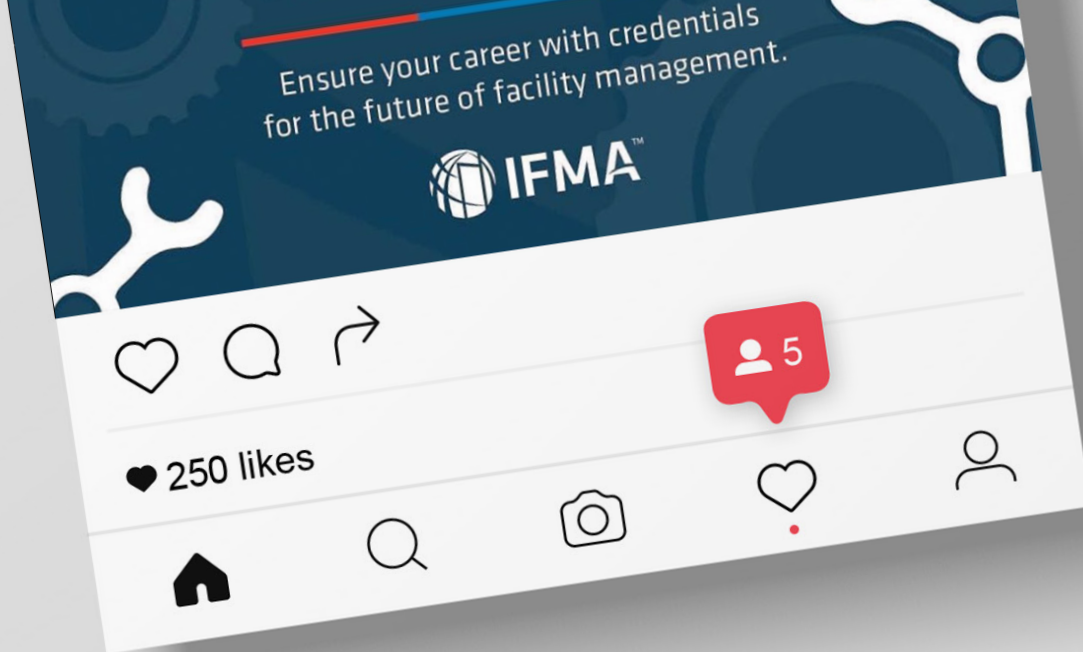 Ensure your career with credentials
for the future of facility management.
IFMA™
5
250 likes